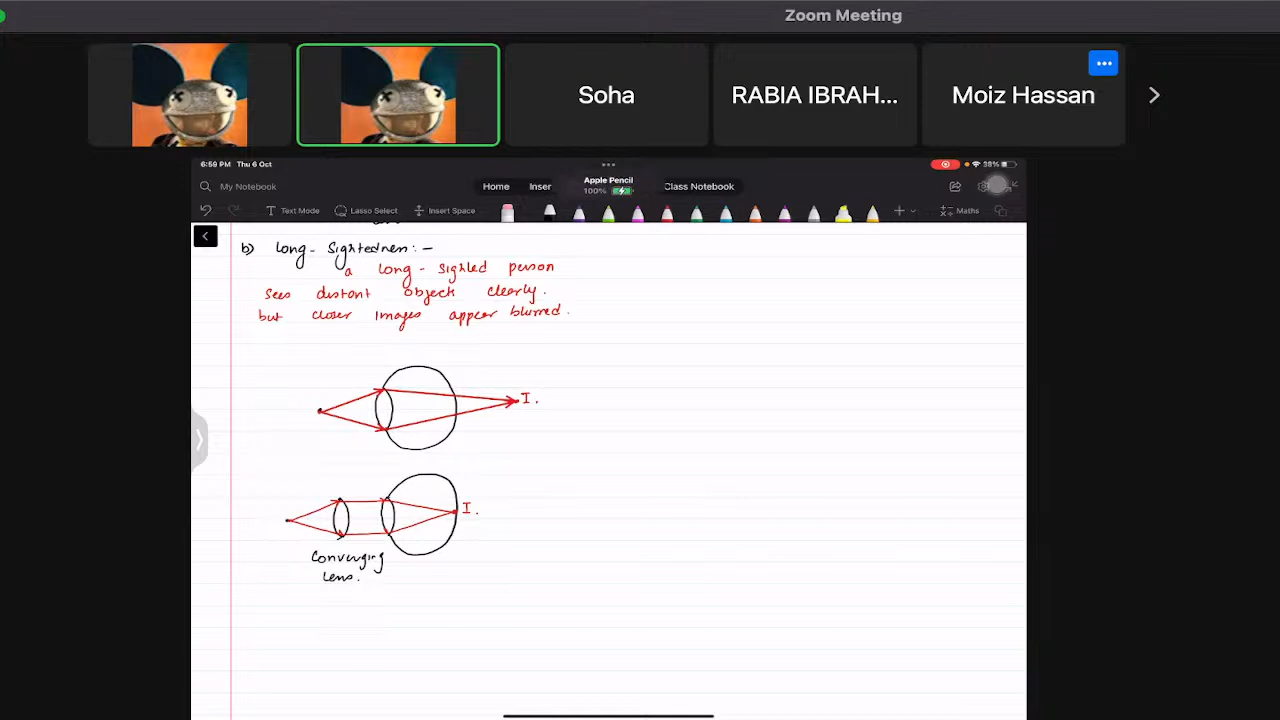 Zoom Meeting
Soha
RABIA IBRAH...
Moiz Hassan
6:59 PM Thu 6 Oct
38%
My Notebook
Home
Inser
Apple Pencil
100%
Class Notebook
Text Mode
Lasso Select
Insert Space
Maths
b) Long-Sightednen:-
a long-sighted person
sees distant object clearly.
but closer images appear blurred.
I.
I.
Converging
Lens.